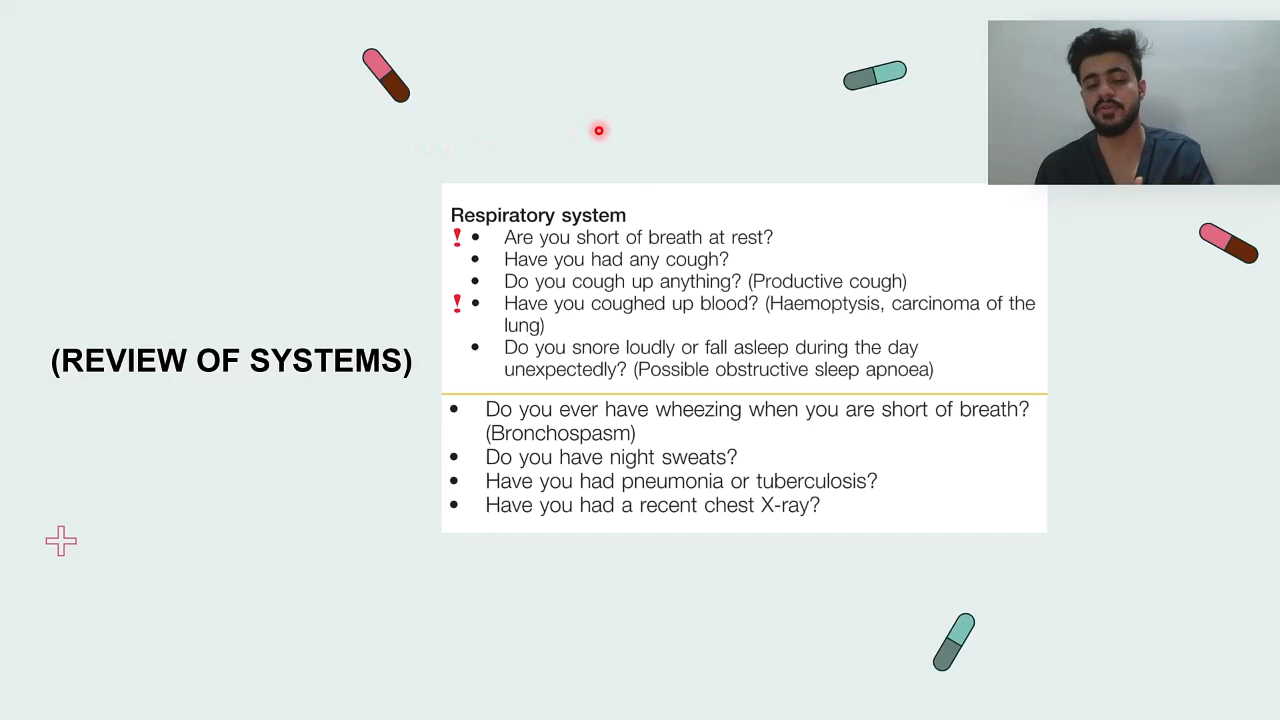 Respiratory system
! • Are you short of breath at rest?
• Have you had any cough?
• Do you cough up anything? (Productive cough)
! • Have you coughed up blood? (Haemoptysis, carcinoma of the
lung)
• Do you snore loudly or fall asleep during the day
unexpectedly? (Possible obstructive sleep apnoea)
(REVIEW OF SYSTEMS)
• Do you ever have wheezing when you are short of breath?
(Bronchospasm)
• Do you have night sweats?
• Have you had pneumonia or tuberculosis?
• Have you had a recent chest X-ray?